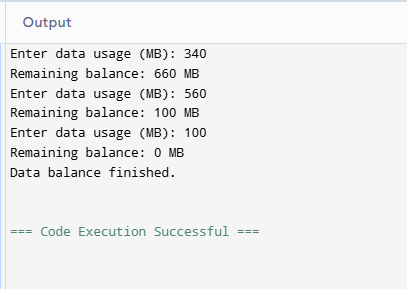 Output
Enter data usage (MB): 340
Remaining balance: 660 MB
Enter data usage (MB): 560
Remaining balance: 100 MB
Enter data usage (MB): 100
Remaining balance: 0 MB
Data balance finished.
=== Code Execution Successful ===